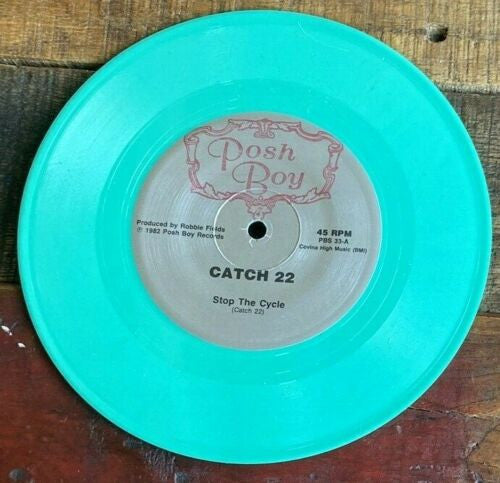 Posh
Boy
Produced by Robbie Fields
℗ 1982 Posh Boy Records
45 RPM
PBS 33-A
Covina High Music (BMI)
CATCH 22
Stop The Cycle
(Catch 22)